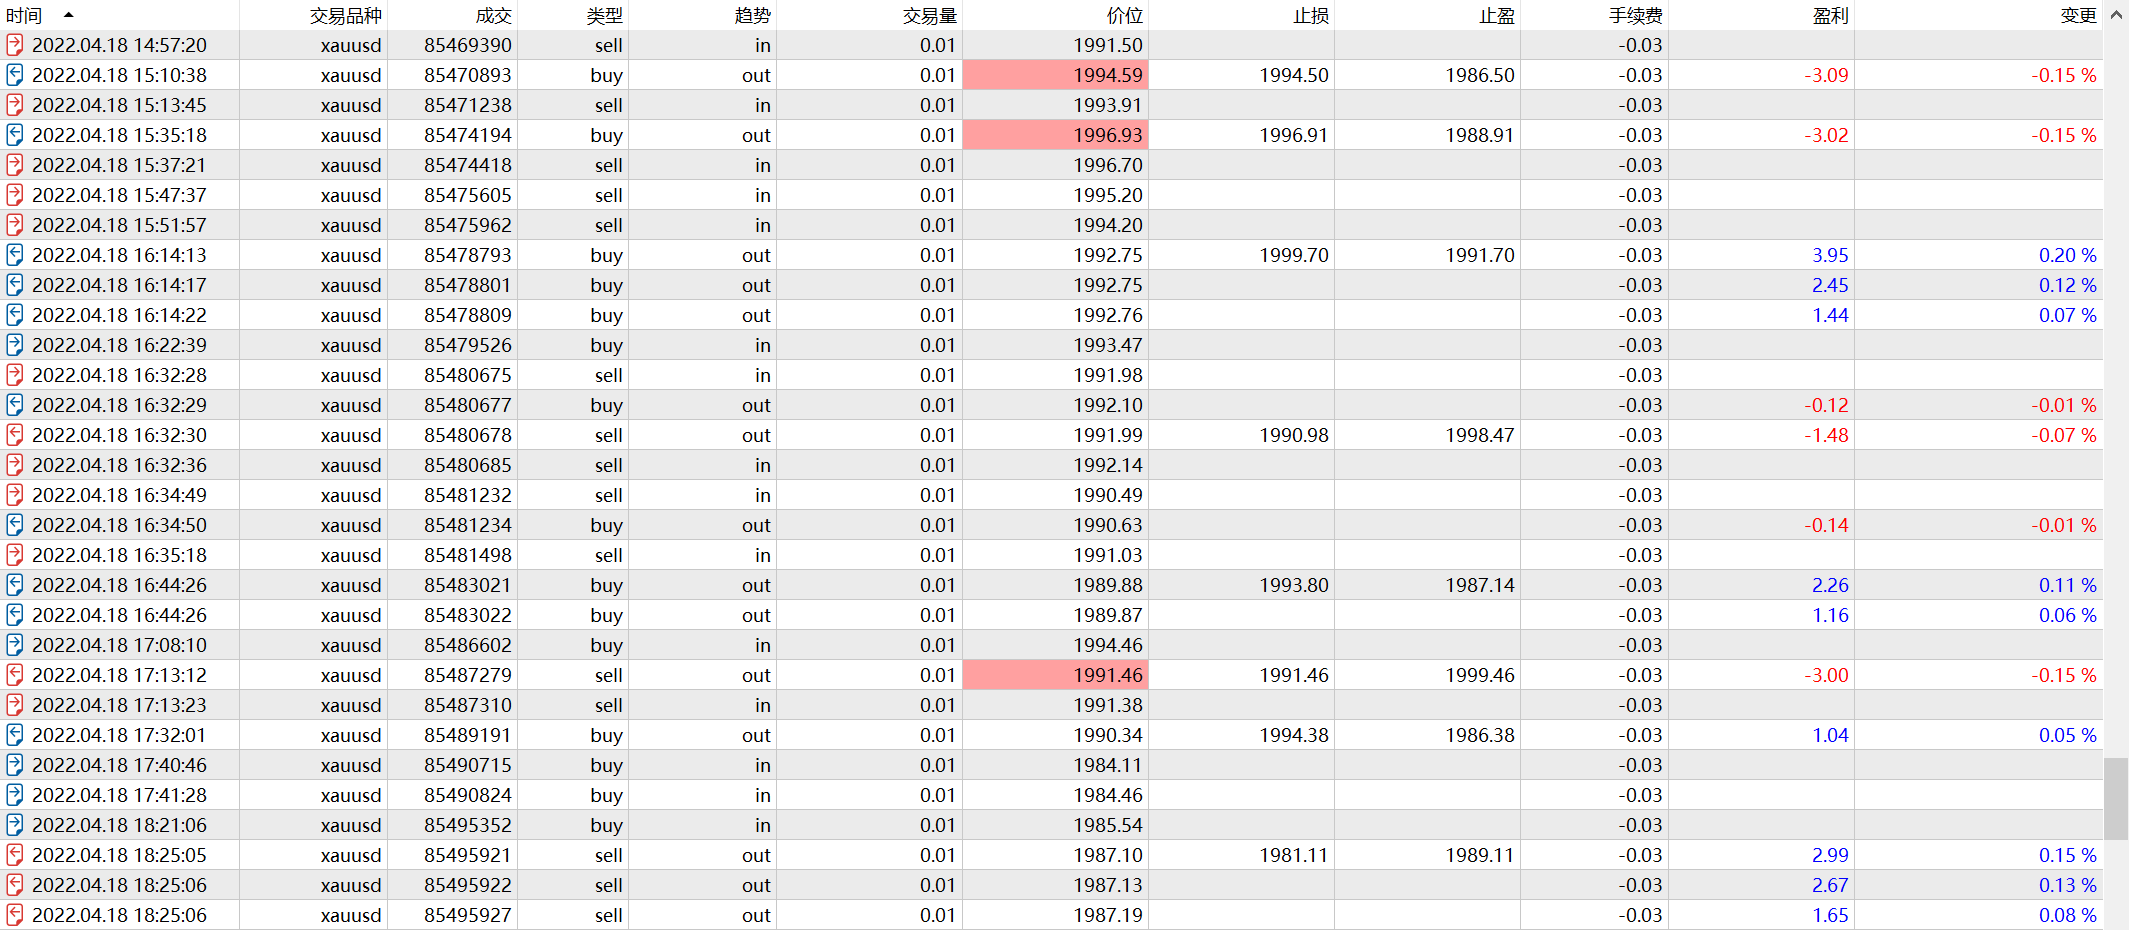 时间 交易品种 成交 类型 趋势 交易量 价位 止损 止盈 手续费 盈利 变更
2022.04.18 14:57:20 xauusd 85469390 sell in 0.01 1991.50 -0.03
2022.04.18 15:10:38 xauusd 85470893 buy out 0.01 1994.59 1994.50 1986.50 -0.03 -3.09 -0.15 %
2022.04.18 15:13:45 xauusd 85471238 sell in 0.01 1993.91 -0.03
2022.04.18 15:35:18 xauusd 85474194 buy out 0.01 1996.93 1996.91 1988.91 -0.03 -3.02 -0.15 %
2022.04.18 15:37:21 xauusd 85474418 sell in 0.01 1996.70 -0.03
2022.04.18 15:47:37 xauusd 85475605 sell in 0.01 1995.20 -0.03
2022.04.18 15:51:57 xauusd 85475962 sell in 0.01 1994.20 -0.03
2022.04.18 16:14:13 xauusd 85478793 buy out 0.01 1992.75 1999.70 1991.70 -0.03 3.95 0.20 %
2022.04.18 16:14:17 xauusd 85478801 buy out 0.01 1992.75 -0.03 2.45 0.12 %
2022.04.18 16:14:22 xauusd 85478809 buy out 0.01 1992.76 -0.03 1.44 0.07 %
2022.04.18 16:22:39 xauusd 85479526 buy in 0.01 1993.47 -0.03
2022.04.18 16:32:28 xauusd 85480675 sell in 0.01 1991.98 -0.03
2022.04.18 16:32:29 xauusd 85480677 buy out 0.01 1992.10 -0.03 -0.12 -0.01 %
2022.04.18 16:32:30 xauusd 85480678 sell out 0.01 1991.99 1990.98 1998.47 -0.03 -1.48 -0.07 %
2022.04.18 16:32:36 xauusd 85480685 sell in 0.01 1992.14 -0.03
2022.04.18 16:34:49 xauusd 85481232 sell in 0.01 1990.49 -0.03
2022.04.18 16:34:50 xauusd 85481234 buy out 0.01 1990.63 -0.03 -0.14 -0.01 %
2022.04.18 16:35:18 xauusd 85481498 sell in 0.01 1991.03 -0.03
2022.04.18 16:44:26 xauusd 85483021 buy out 0.01 1989.88 1993.80 1987.14 -0.03 2.26 0.11 %
2022.04.18 16:44:26 xauusd 85483022 buy out 0.01 1989.87 -0.03 1.16 0.06 %
2022.04.18 17:08:10 xauusd 85486602 buy in 0.01 1994.46 -0.03
2022.04.18 17:13:12 xauusd 85487279 sell out 0.01 1991.46 1991.46 1999.46 -0.03 -3.00 -0.15 %
2022.04.18 17:13:23 xauusd 85487310 sell in 0.01 1991.38 -0.03
2022.04.18 17:32:01 xauusd 85489191 buy out 0.01 1990.34 1994.38 1986.38 -0.03 1.04 0.05 %
2022.04.18 17:40:46 xauusd 85490715 buy in 0.01 1984.11 -0.03
2022.04.18 17:41:28 xauusd 85490824 buy in 0.01 1984.46 -0.03
2022.04.18 18:21:06 xauusd 85495352 buy in 0.01 1985.54 -0.03
2022.04.18 18:25:05 xauusd 85495921 sell out 0.01 1987.10 1981.11 1989.11 -0.03 2.99 0.15 %
2022.04.18 18:25:06 xauusd 85495922 sell out 0.01 1987.13 -0.03 2.67 0.13 %
2022.04.18 18:25:06 xauusd 85495927 sell out 0.01 1987.19 -0.03 1.65 0.08 %